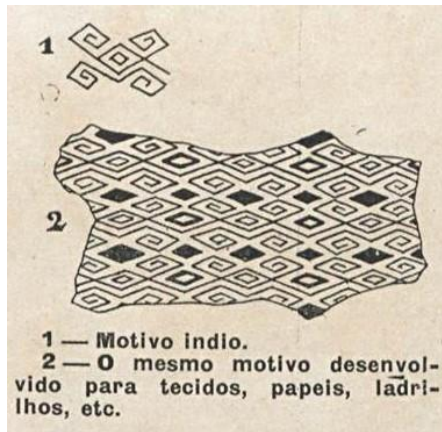 1
2
1 — Motivo indio.
2 — O mesmo motivo desenvol-
vido para tecidos, papeis, ladri-
lhos, etc.